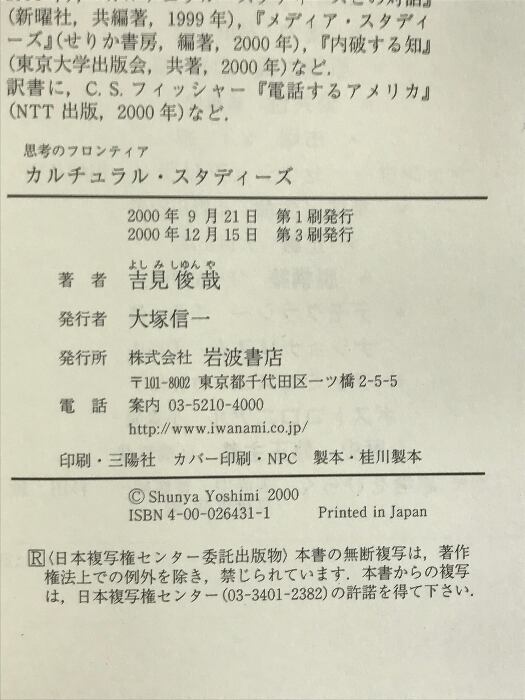 (新曜社，共編著，1999年)，『メディア・スタディ
ーズ』(せりか書房，編著，2000年)，『内破する知』
(東京大学出版会，共著，2000年)など．
訳書に，C.S.フィッシャー『電話するアメリカ』
(NTT出版，2000年)など．
思考のフロンティア
カルチュラル・スタディーズ
2000年9月21日 第1刷発行
2000年12月15日 第3刷発行
よしみしゅんや
著者 吉見俊哉
発行者 大塚信一
発行所 株式会社 岩波書店
〒101-8002 東京都千代田区一ツ橋2-5-5
電話 案内 03-5210-4000
http://www.iwanami.co.jp/
印刷・三陽社 カバー印刷・NPC 製本・桂川製本
© Shunya Yoshimi 2000
ISBN 4-00-026431-1 Printed in Japan
R〈日本複写権センター委託出版物〉本書の無断複写は，著作
権法上での例外を除き，禁じられています．本書からの複写
は，日本複写権センター(03-3401-2382)の許諾を得て下さい．